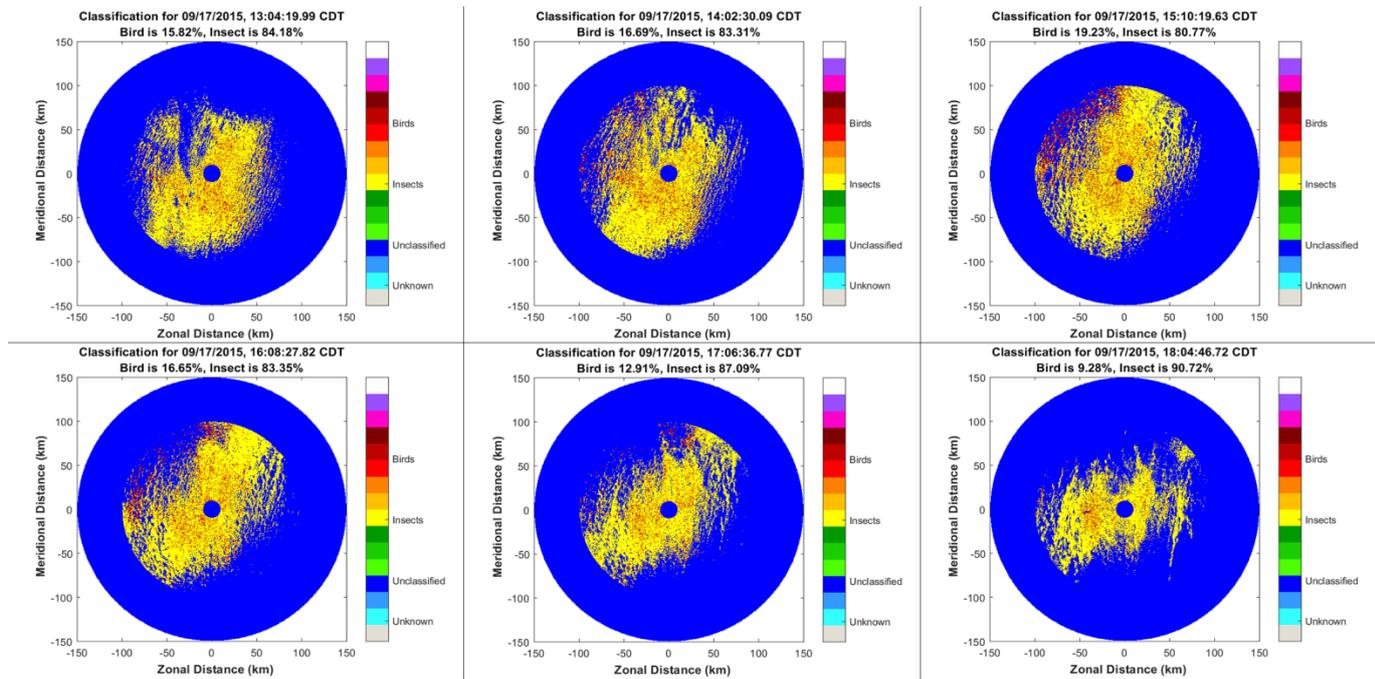 Classification for 09/17/2015, 13:04:19.99 CDT
Bird is 15.82%, Insect is 84.18%
150
100
50
0
-50
-100
-150
Meridional Distance (km)
-150 -100 -50 0 50 100 150
Zonal Distance (km)
Birds
Insects
Unclassified
Unknown
Classification for 09/17/2015, 14:02:30.09 CDT
Bird is 16.69%, Insect is 83.31%
150
100
50
0
-50
-100
-150
Meridional Distance (km)
-150 -100 -50 0 50 100 150
Zonal Distance (km)
Birds
Insects
Unclassified
Unknown
Classification for 09/17/2015, 15:10:19.63 CDT
Bird is 19.23%, Insect is 80.77%
150
100
50
0
-50
-100
-150
Meridional Distance (km)
-150 -100 -50 0 50 100 150
Zonal Distance (km)
Birds
Insects
Unclassified
Unknown
Classification for 09/17/2015, 16:08:27.82 CDT
Bird is 16.65%, Insect is 83.35%
150
100
50
0
-50
-100
-150
Meridional Distance (km)
-150 -100 -50 0 50 100 150
Zonal Distance (km)
Birds
Insects
Unclassified
Unknown
Classification for 09/17/2015, 17:06:36.77 CDT
Bird is 12.91%, Insect is 87.09%
150
100
50
0
-50
-100
-150
Meridional Distance (km)
-150 -100 -50 0 50 100 150
Zonal Distance (km)
Birds
Insects
Unclassified
Unknown
Classification for 09/17/2015, 18:04:46.72 CDT
Bird is 9.28%, Insect is 90.72%
150
100
50
0
-50
-100
-150
Meridional Distance (km)
-150 -100 -50 0 50 100 150
Zonal Distance (km)
Birds
Insects
Unclassified
Unknown